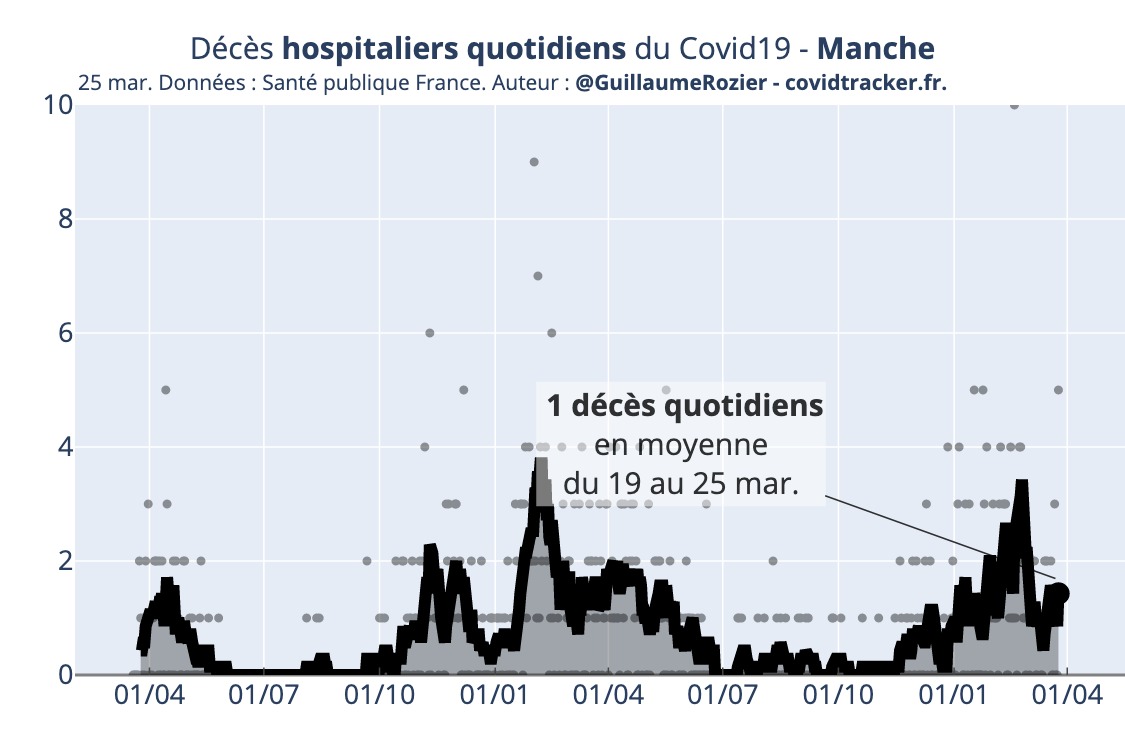 Décès hospitaliers quotidiens du Covid19 - Manche
25 mar. Données : Santé publique France. Auteur : @GuillaumeRozier - covidtracker.fr.
10
8
6
4
2
0
1 décès quotidiens
en moyenne
du 19 au 25 mar.
01/04 01/07 01/10 01/01 01/04 01/07 01/10 01/01 01/04